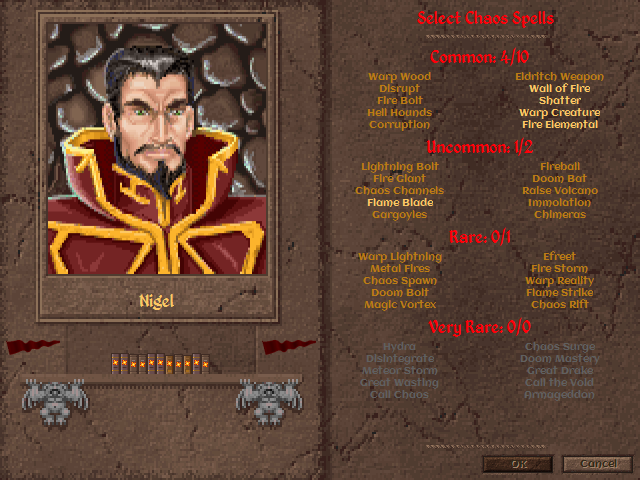 Select Chaos Spells
Common: 4/10
Warp Wood Eldritch Weapon
Disrupt Wall of Fire
Fire Bolt Shatter
Hell Hounds Warp Creature
Corruption Fire Elemental
Uncommon: 1/2
Lightning Bolt Fireball
Fire Giant Doom Bat
Chaos Channels Raise Volcano
Flame Blade Immolation
Gargoyles Chimeras
Rare: 0/1
Warp Lightning Efreet
Metal Fires Fire Storm
Chaos Spawn Warp Reality
Doom Bolt Flame Strike
Magic Vortex Chaos Rift
Very Rare: 0/0
Hydra Chaos Surge
Disintegrate Doom Mastery
Meteor Storm Great Drake
Great Wasting Call the Void
Call Chaos Armageddon
Nigel
OK Cancel